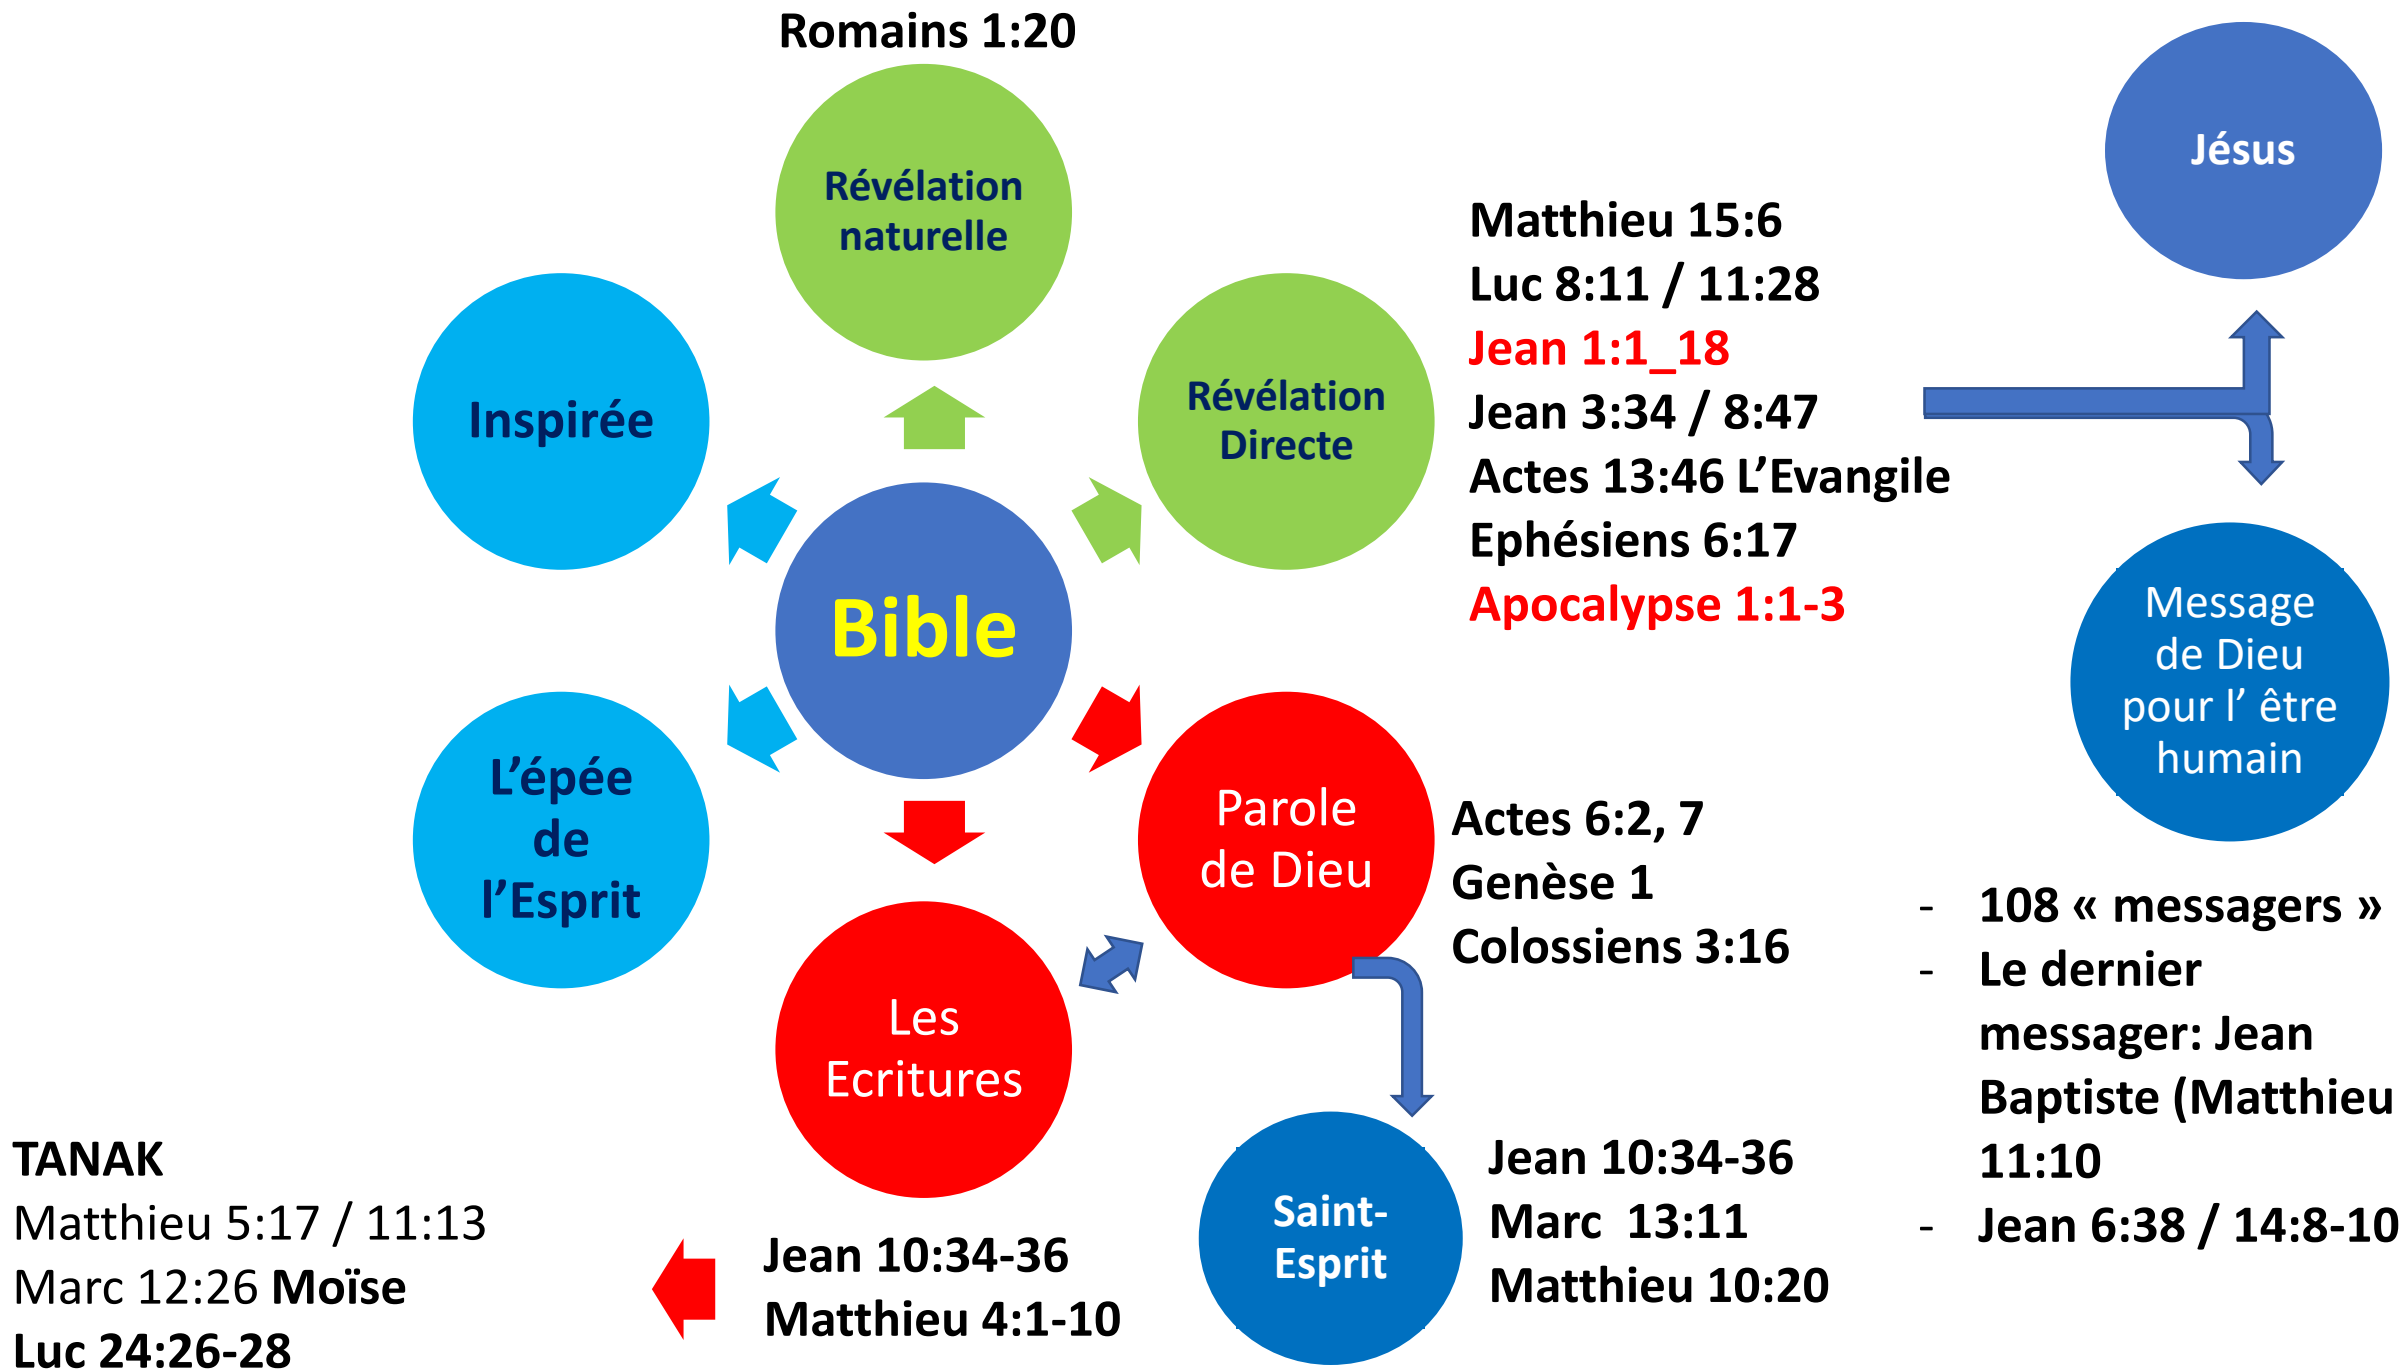 Romains 1:20
Révélation
naturelle
Inspirée
Révélation
Directe
Bible
L’épée
de
l’Esprit
Parole
de Dieu
Les
Ecritures
Matthieu 15:6
Luc 8:11 / 11:28
Jean 1:1_18
Jean 3:34 / 8:47
Actes 13:46 L’Evangile
Ephésiens 6:17
Apocalypse 1:1-3
Jésus
Message
de Dieu
pour l’ être
humain
Actes 6:2, 7
Genèse 1
Colossiens 3:16
- 108 « messagers »
- Le dernier
messager: Jean
Baptiste (Matthieu
11:10
- Jean 6:38 / 14:8-10
Saint-
Esprit
Jean 10:34-36
Marc  13:11
Matthieu 10:20
Jean 10:34-36
Matthieu 4:1-10
TANAK
Matthieu 5:17 / 11:13
Marc 12:26 Moïse
Luc 24:26-28